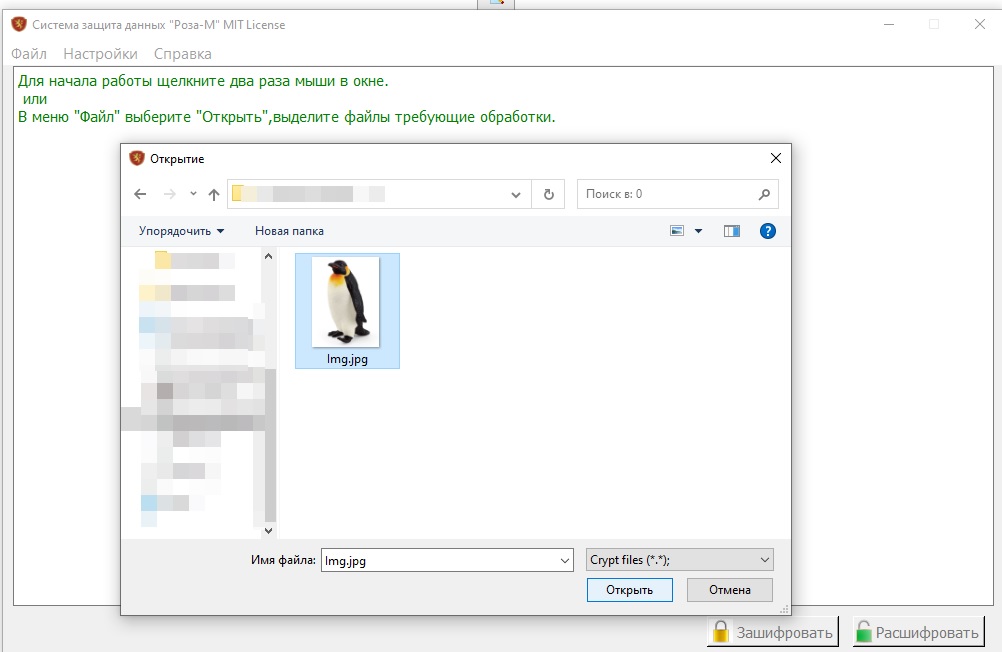 Система защита данных "Роза-М" MIT License
Файл Настройки Справка
Для начала работы щелкните два раза мыши в окне.
или
В меню "Файл" выберите "Открыть",выделите файлы требующие обработки.
Открытие
Поиск в: 0
Упорядочить Новая папка
Img.jpg
Имя файла: Img.jpg Crypt files (*.*);
Открыть Отмена
Зашифровать Расшифровать